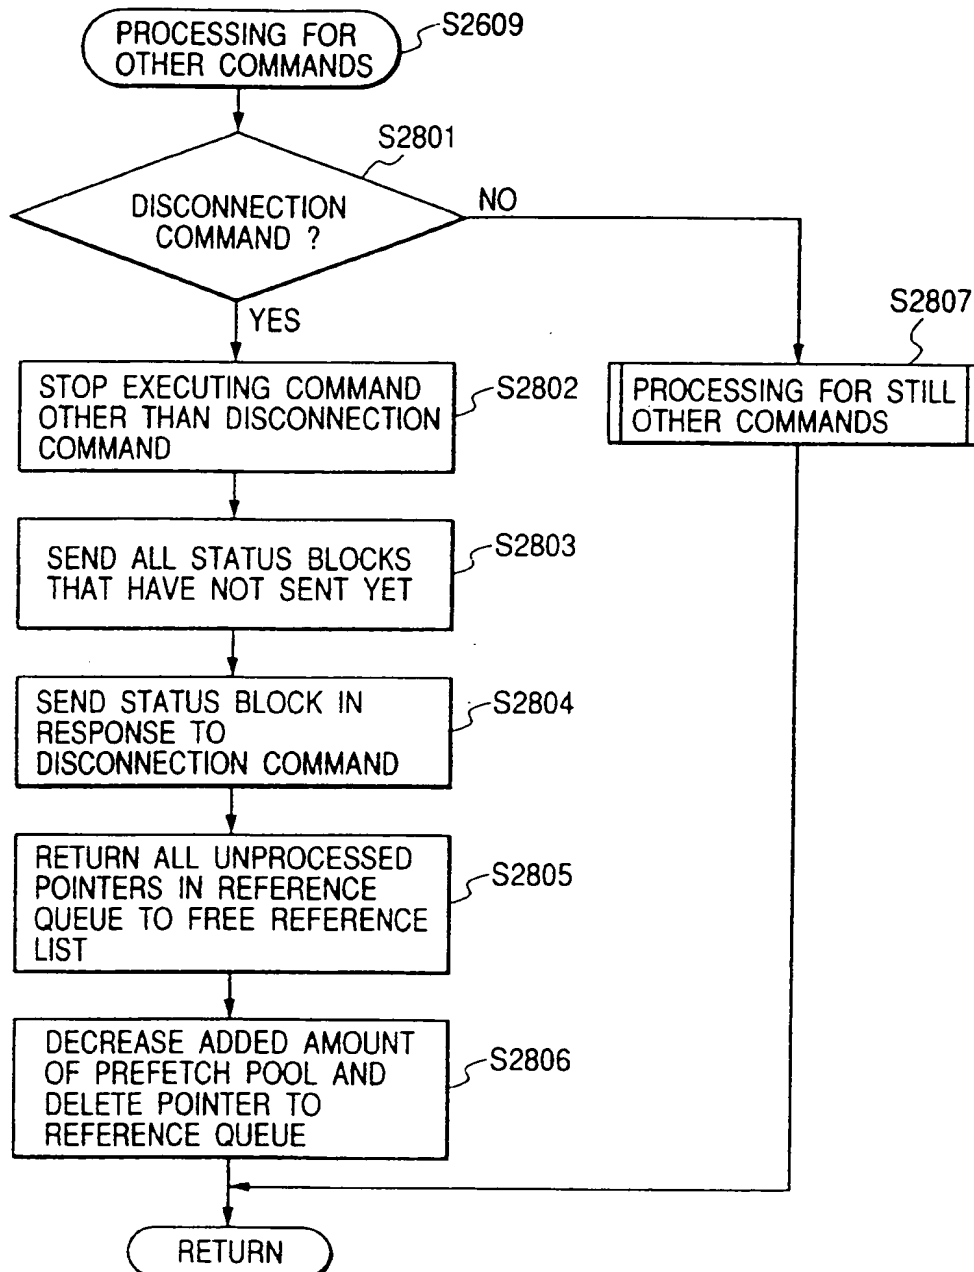 PROCESSING FOR
OTHER COMMANDS
S2609
S2801
DISCONNECTION
COMMAND ?
NO
YES
S2807
STOP EXECUTING COMMAND
OTHER THAN DISCONNECTION
COMMAND
S2802
PROCESSING FOR STILL
OTHER COMMANDS
SEND ALL STATUS BLOCKS
THAT HAVE NOT SENT YET
S2803
SEND STATUS BLOCK IN
RESPONSE TO
DISCONNECTION COMMAND
S2804
RETURN ALL UNPROCESSED
POINTERS IN REFERENCE
QUEUE TO FREE REFERENCE
LIST
S2805
DECREASE ADDED AMOUNT
OF PREFETCH POOL AND
DELETE POINTER TO
REFERENCE QUEUE
S2806
RETURN